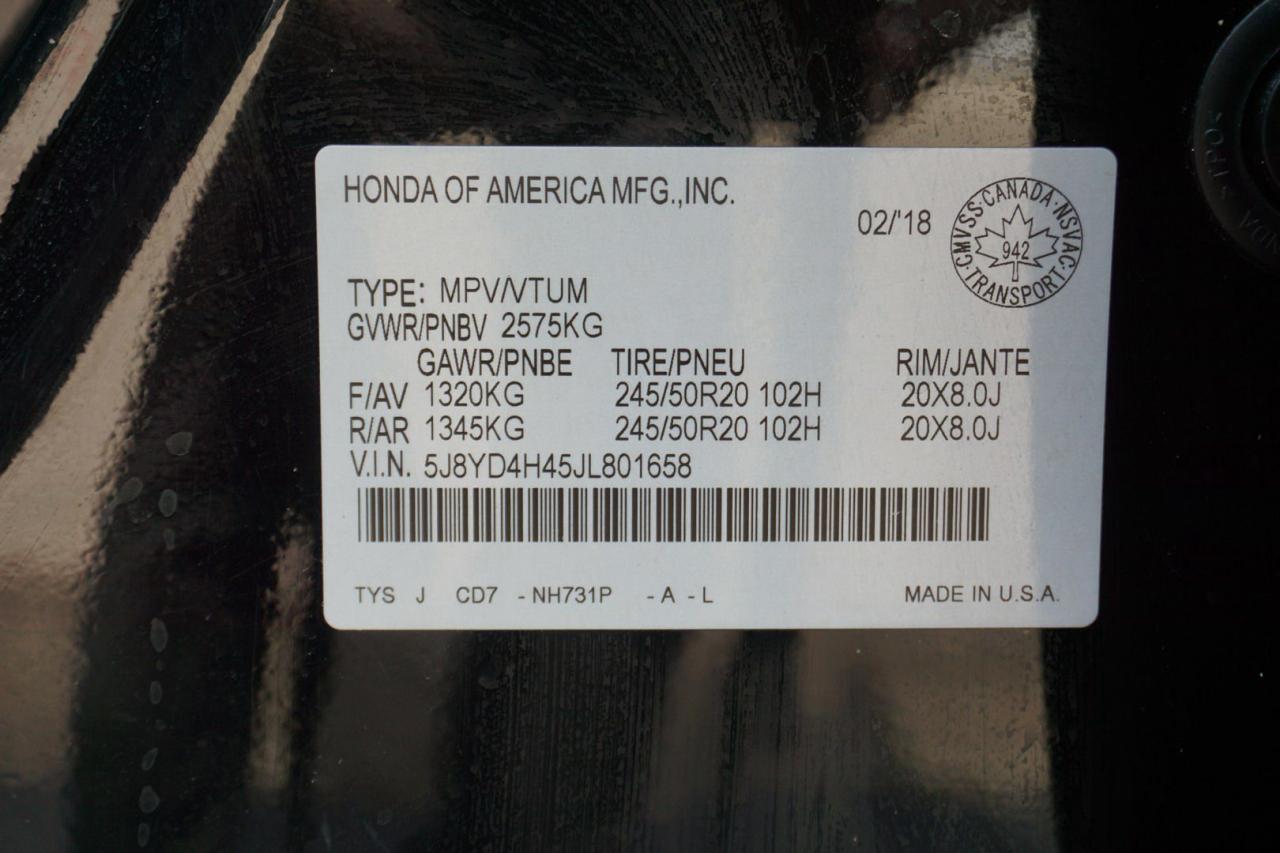 HONDA OF AMERICA MFG.,INC.
02/'18
CMVSS·CANADA·NSVAC·TRANSPORT·
942
TYPE: MPV/VTUM
GVWR/PNBV 2575KG
GAWR/PNBE TIRE/PNEU RIM/JANTE
F/AV 1320KG 245/50R20 102H 20X8.0J
R/AR 1345KG 245/50R20 102H 20X8.0J
V.I.N. 5J8YD4H45JL801658
TYS J CD7 - NH731P - A - L MADE IN U.S.A.